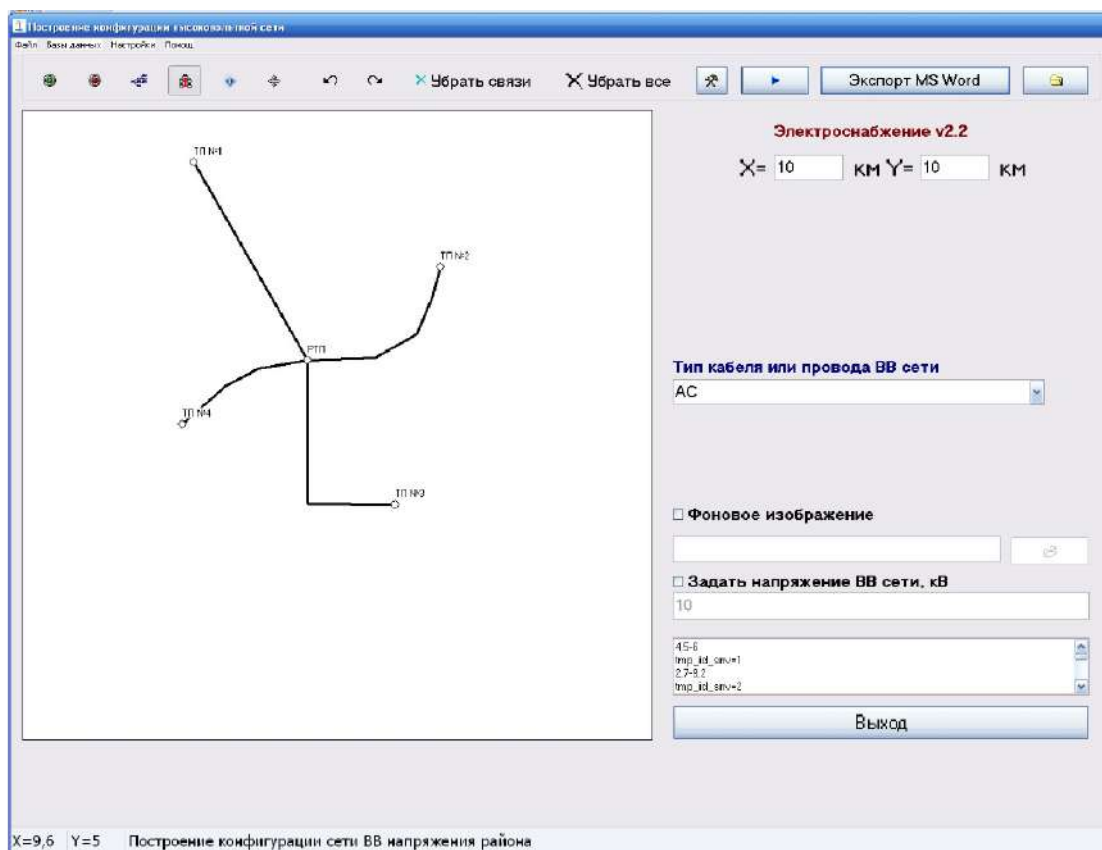 Построение конфигурации высоковольтной сети
Файл Базы данных Настройки Помощ
Убрать связи Убрать все Экспорт MS Word
Электроснабжение v2.2
X= 10 км Y= 10 км
ТП №1
ТП №2
РТП
Тип кабеля или провода ВВ сети
АС
ТП №4
ТП №3
Фоновое изображение
Задать напряжение ВВ сети, кВ
10
4.5-6
tmp_id_smv=1
2.7-8.2
tmp_id_smv=2
Выход
X=9,6 Y=5 Построение конфигурации сети ВВ напряжения района